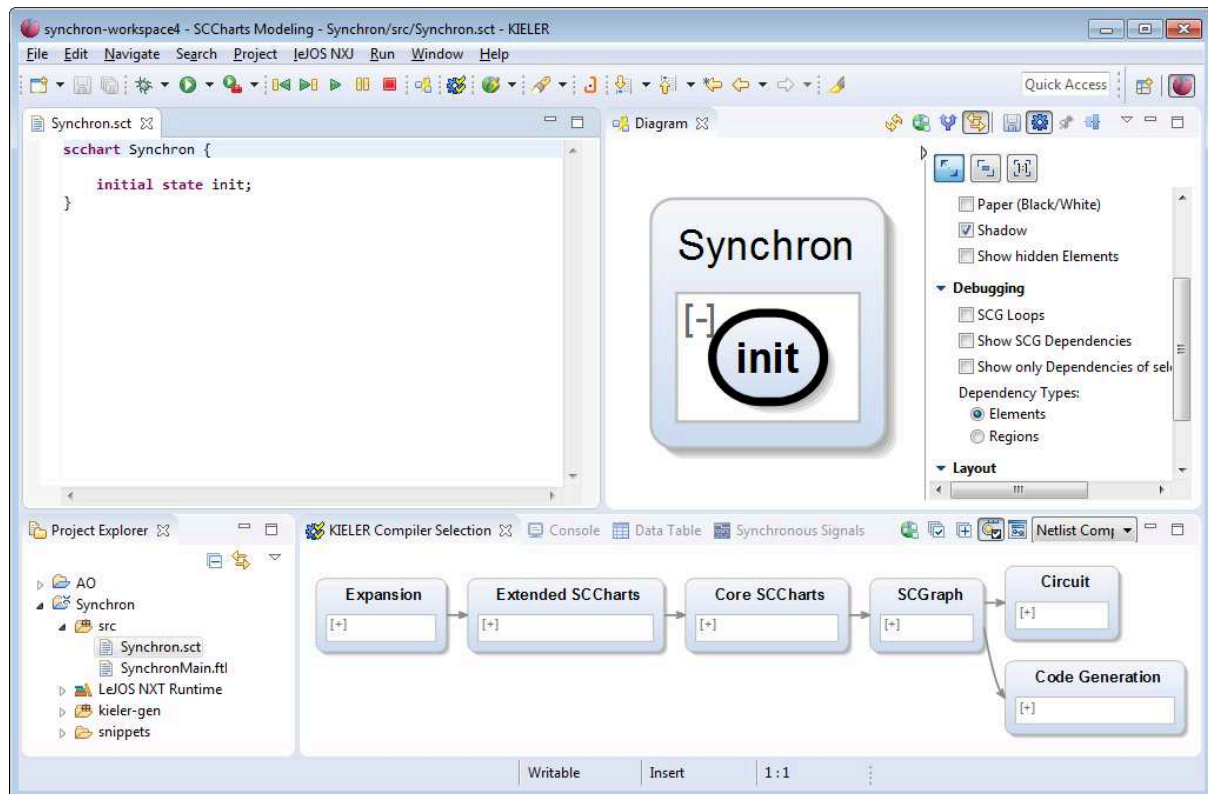 synchron-workspace4 - SCCharts Modeling - Synchron/src/Synchron.sct - KIELER
File Edit Navigate Search Project leJOS NXJ Run Window Help
Quick Access
Synchron.sct
scchart Synchron {
initial state init;
}
Diagram
Synchron
[-]
init
Paper (Black/White)
Shadow
Show hidden Elements
Debugging
SCG Loops
Show SCG Dependencies
Show only Dependencies of sele
Dependency Types:
Elements
Regions
Layout
Project Explorer
AO
Synchron
src
Synchron.sct
SynchronMain.ftl
LeJOS NXT Runtime
kieler-gen
snippets
KIELER Compiler Selection Console Data Table Synchronous Signals Netlist Comp
Expansion
[+]
Extended SCCharts
[+]
Core SCCharts
[+]
SCGraph
[+]
Circuit
[+]
Code Generation
[+]
Writable Insert 1 : 1